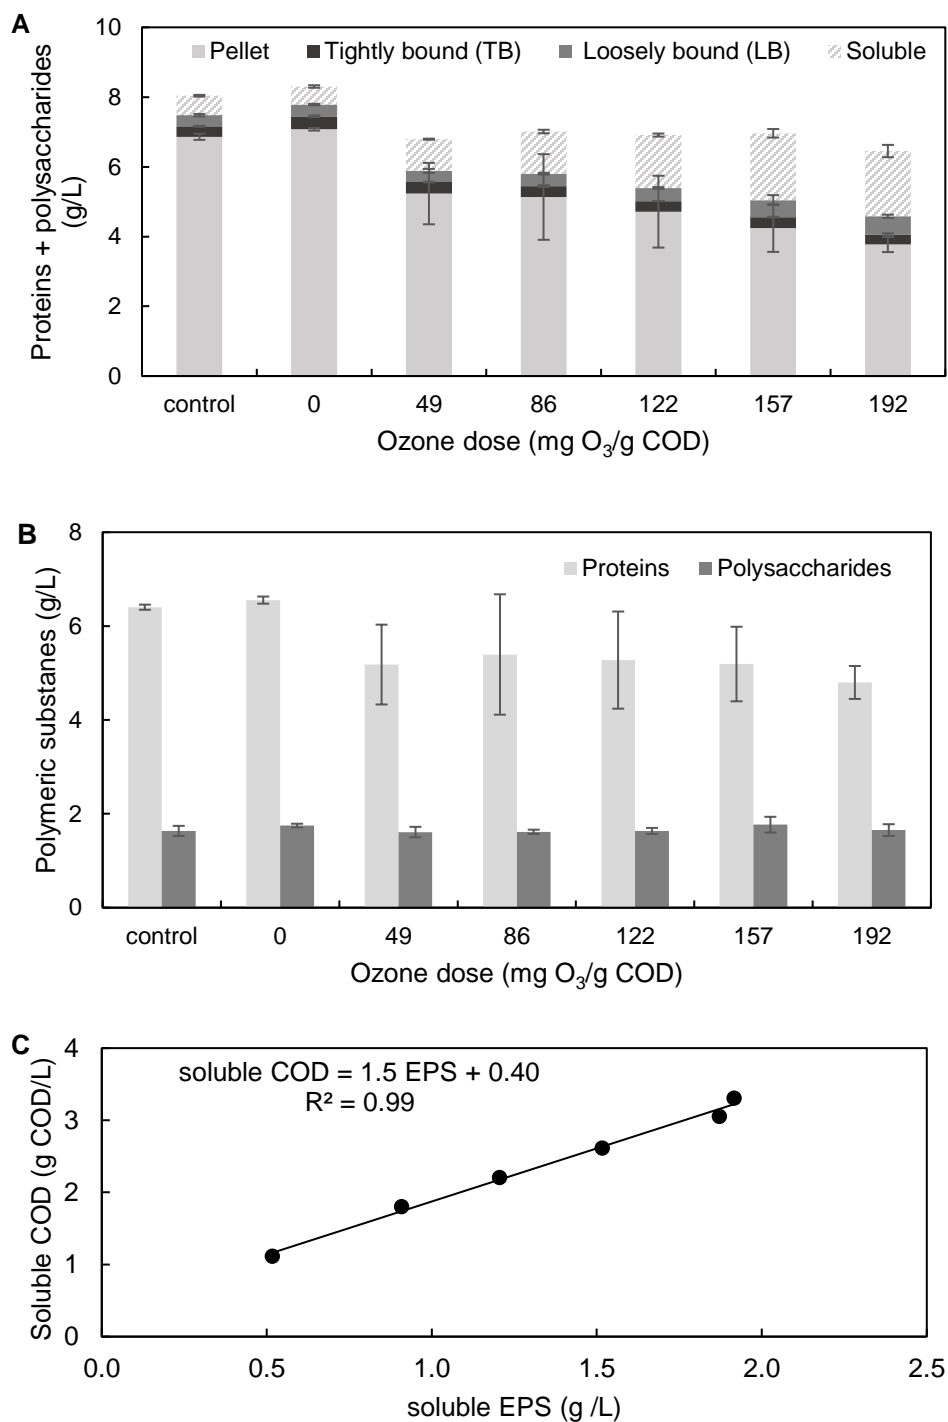 A
Proteins + polysaccharides
(g/L)
10
8
6
4
2
0
Pellet Tightly bound (TB) Loosely bound (LB) Soluble
control 0 49 86 122 157 192
Ozone dose (mg O₃/g COD)
B
Polymeric substanes (g/L)
8
6
4
2
0
Proteins Polysaccharides
control 0 49 86 122 157 192
Ozone dose (mg O₃/g COD)
C
Soluble COD (g COD/L)
4
3
2
1
0
soluble COD = 1.5 EPS + 0.40
R² = 0.99
0.0 0.5 1.0 1.5 2.0 2.5
soluble EPS (g /L)